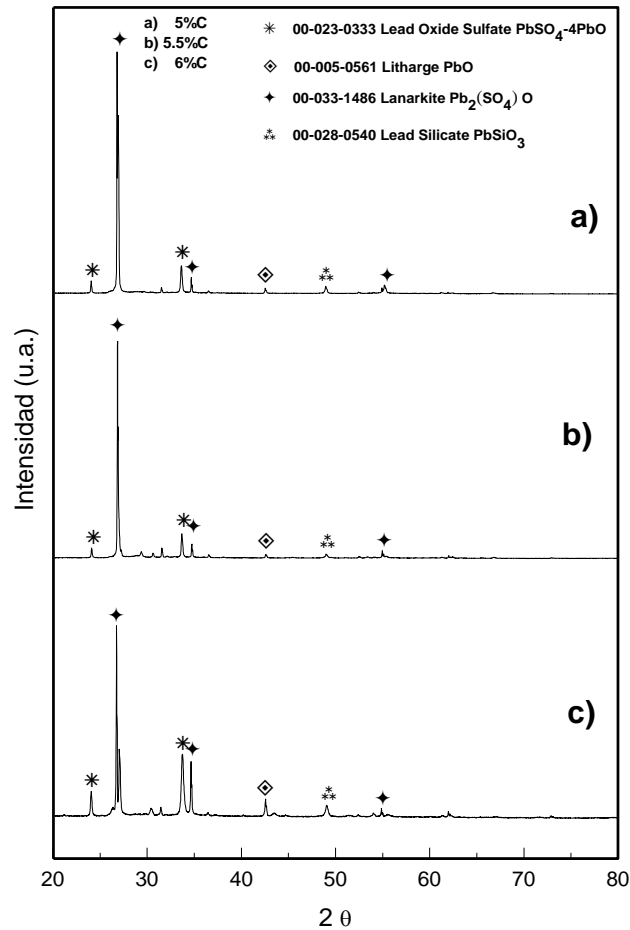 a) 5%C
b) 5.5%C
c) 6%C
00-023-0333 Lead Oxide Sulfate PbSO4-4PbO
00-005-0561 Litharge PbO
00-033-1486 Lanarkite Pb2(SO4) O
00-028-0540 Lead Silicate PbSiO3
a)
b)
c)
Intensidad (u.a.)
20 30 40 50 60 70 80
2 θ